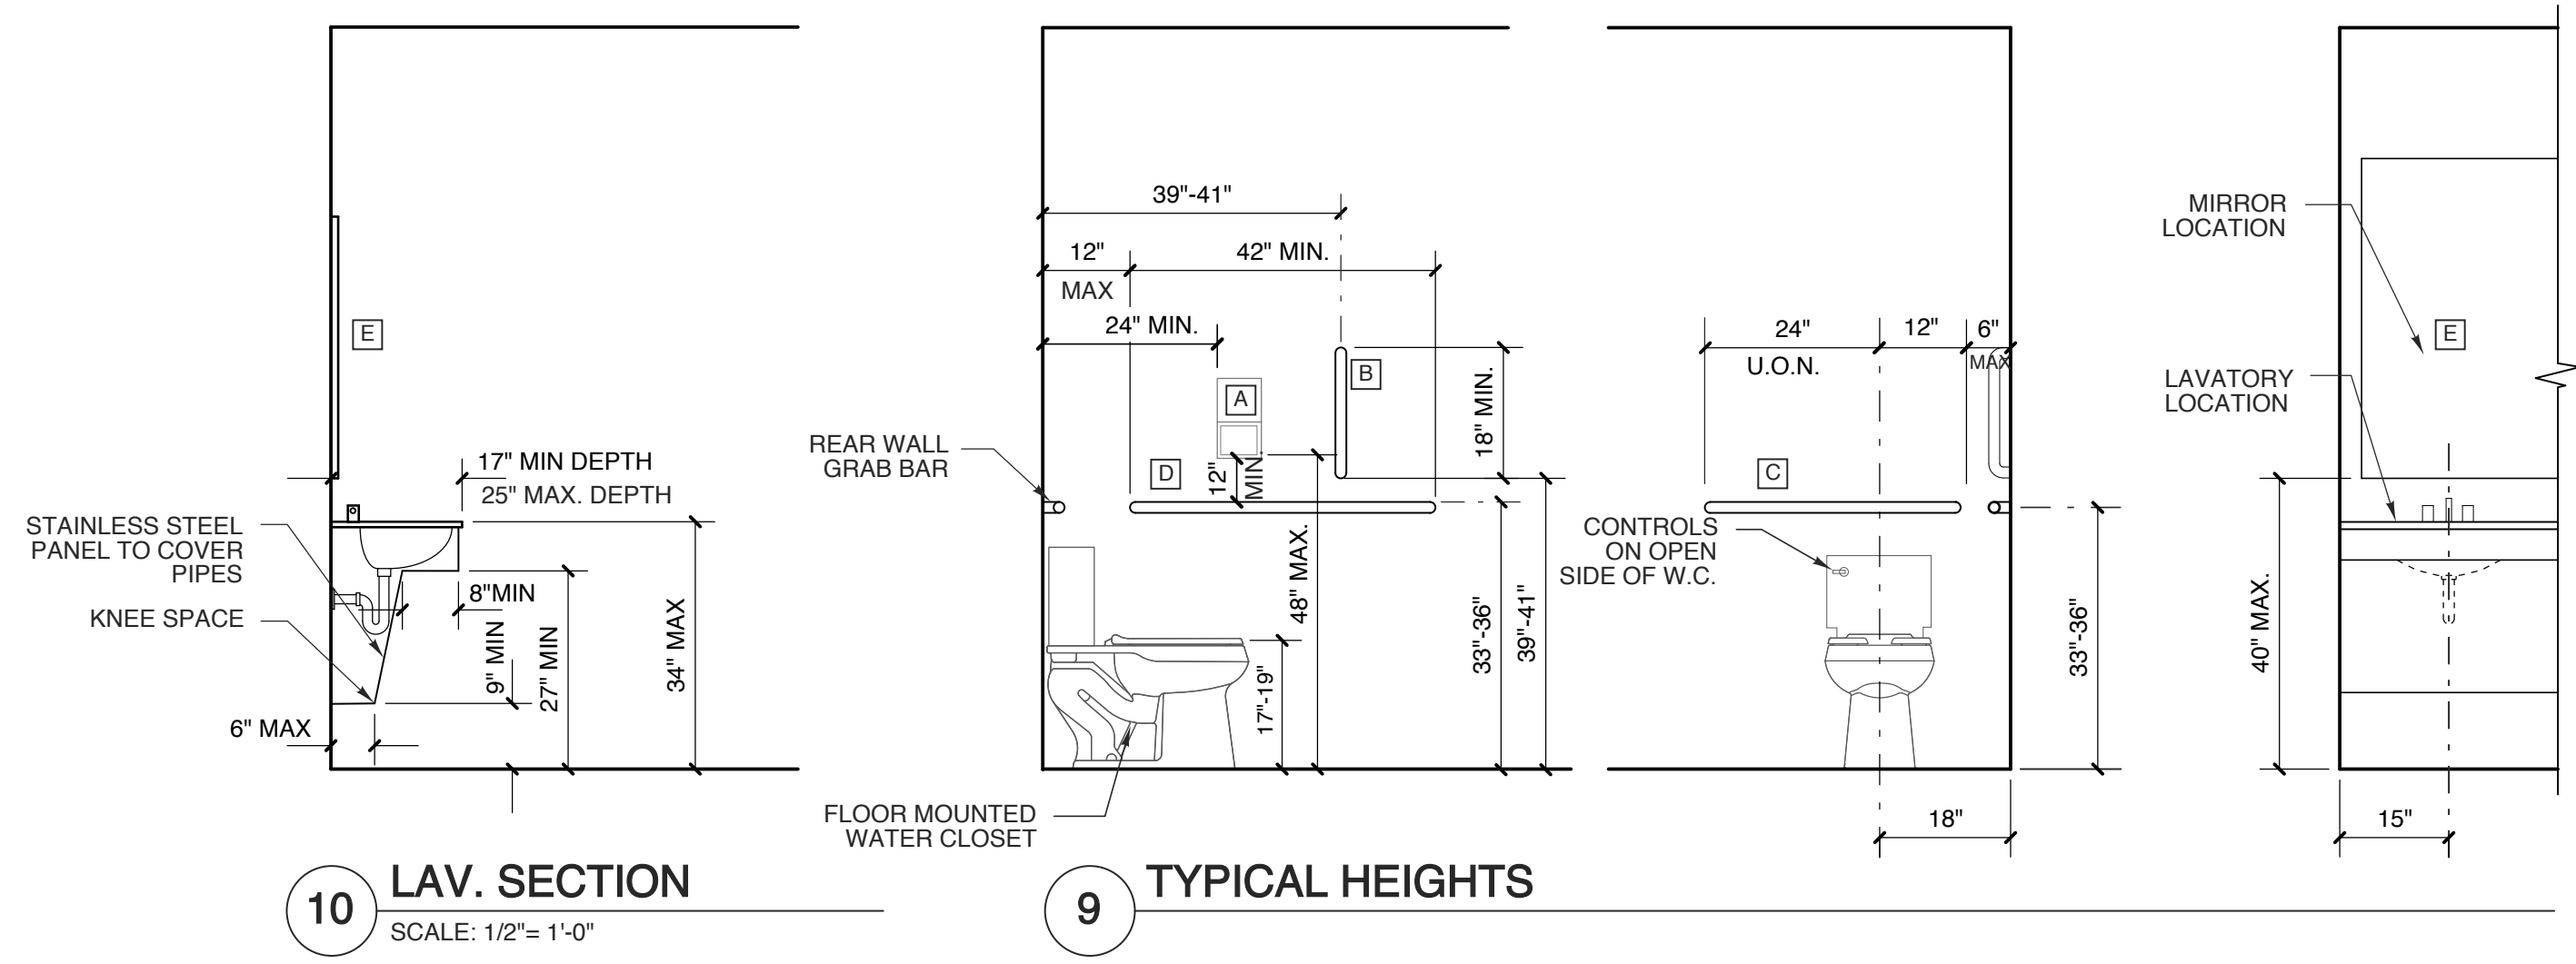 E
17" MIN DEPTH
25" MAX. DEPTH
STAINLESS STEEL
PANEL TO COVER
PIPES
KNEE SPACE
8"MIN
9" MIN
27" MIN
34" MAX
6" MAX
10
LAV. SECTION
SCALE: 1/2"= 1'-0"
39"-41"
12"
MAX
42" MIN.
24" MIN.
A
B
18" MIN.
REAR WALL
GRAB BAR
D
12"
MIN.
48" MAX.
33"-36"
39"-41"
17"-19"
FLOOR MOUNTED
WATER CLOSET
24"
U.O.N.
12"
6"
MAX
C
CONTROLS
ON OPEN
SIDE OF W.C.
33"-36"
18"
9
TYPICAL HEIGHTS
MIRROR
LOCATION
E
LAVATORY
LOCATION
40" MAX.
15"